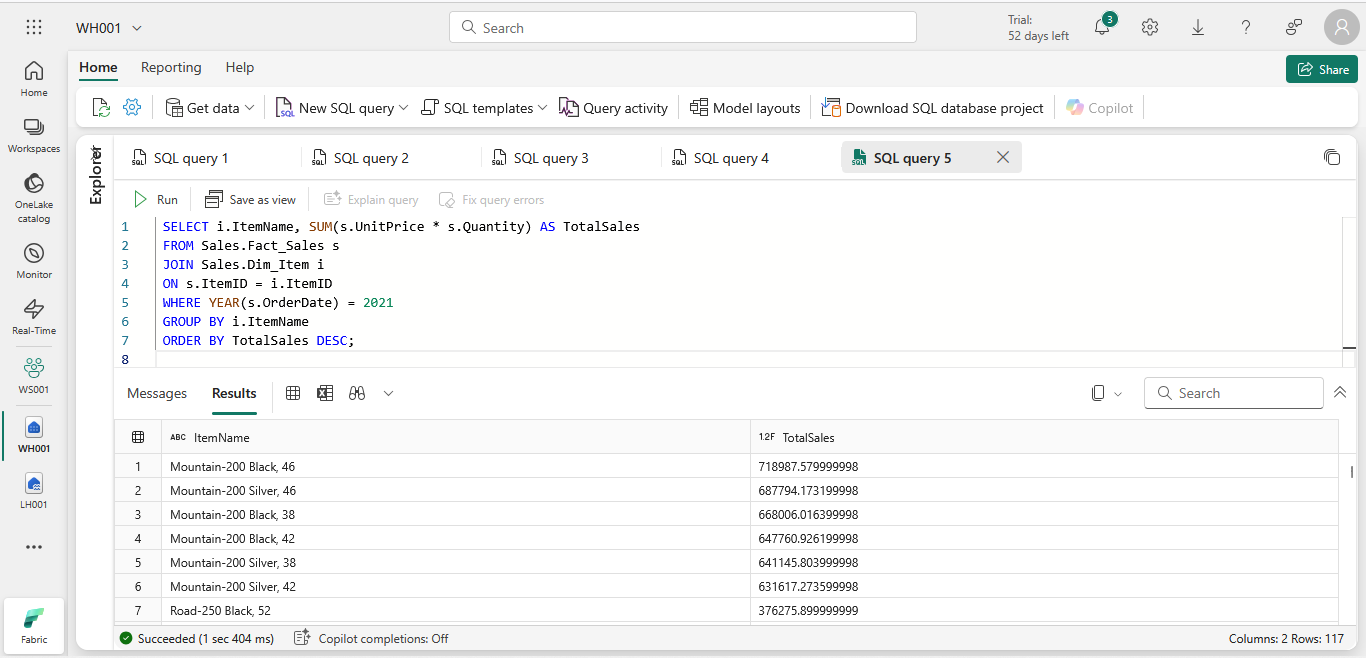 WH001
Search
Trial:
52 days left
3
Home
Workspaces
OneLake
catalog
Monitor
Real-Time
WS001
WH001
LH001
Fabric
Home Reporting Help
Share
Get data New SQL query SQL templates Query activity Model layouts Download SQL database project Copilot
Explorer
SQL query 1 SQL query 2 SQL query 3 SQL query 4 SQL query 5
Run Save as view Explain query Fix query errors
1 SELECT i.ItemName, SUM(s.UnitPrice * s.Quantity) AS TotalSales
2 FROM Sales.Fact_Sales s
3 JOIN Sales.Dim_Item i
4 ON s.ItemID = i.ItemID
5 WHERE YEAR(s.OrderDate) = 2021
6 GROUP BY i.ItemName
7 ORDER BY TotalSales DESC;
8
Messages Results Search
ABC ItemName 1.2F TotalSales
1 Mountain-200 Black, 46 718987.579999998
2 Mountain-200 Silver, 46 687794.173199998
3 Mountain-200 Black, 38 668006.016399998
4 Mountain-200 Black, 42 647760.926199998
5 Mountain-200 Silver, 38 641145.803999998
6 Mountain-200 Silver, 42 631617.273599998
7 Road-250 Black, 52 376275.899999999
Succeeded (1 sec 404 ms) Copilot completions: Off Columns: 2 Rows: 117